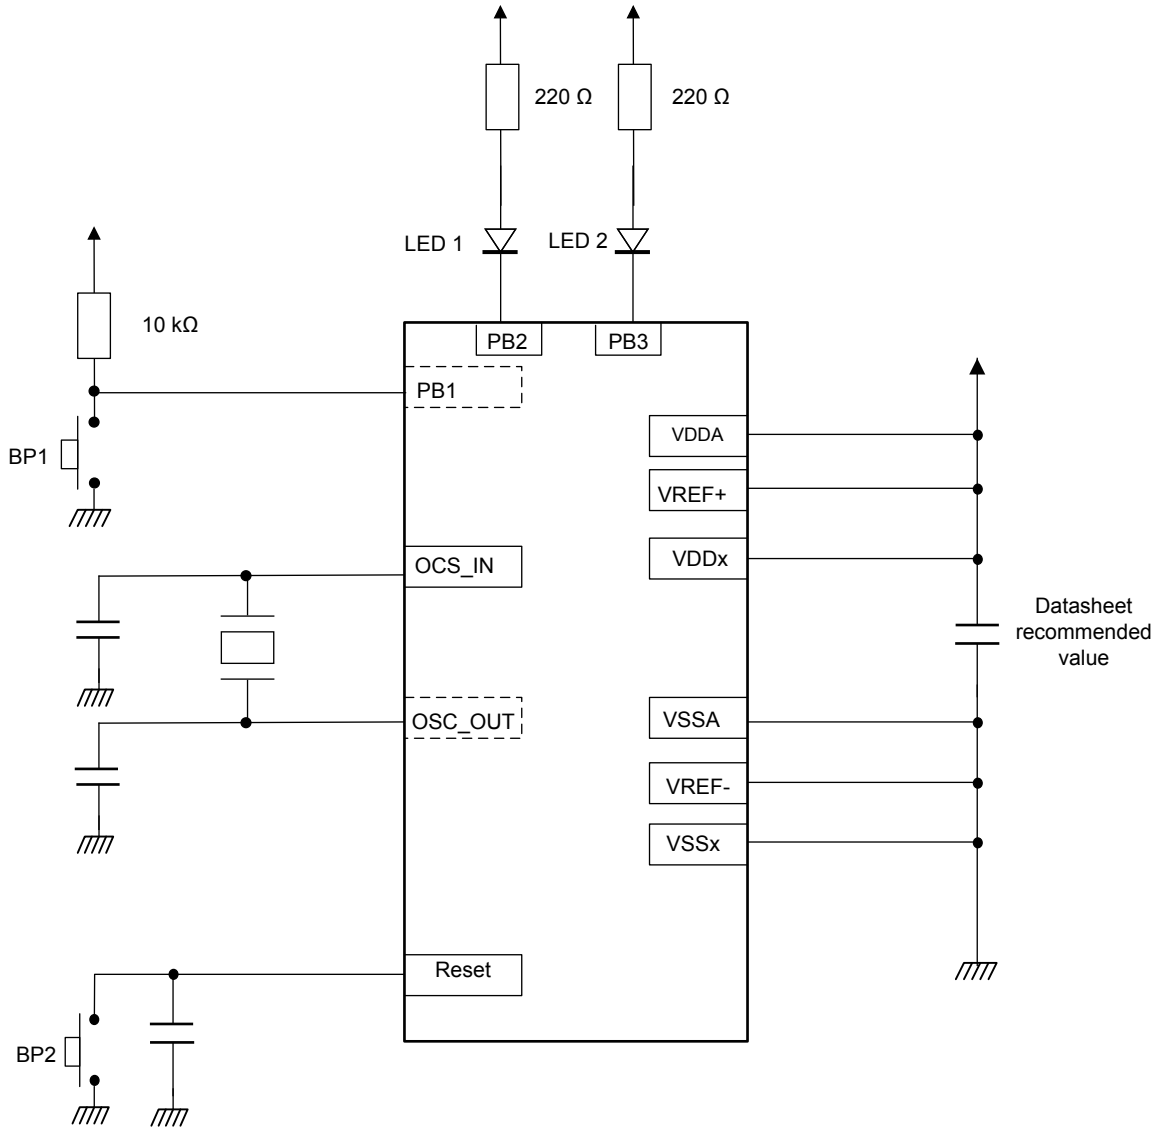 220 Ω
220 Ω
LED 1
LED 2
10 kΩ
PB2
PB3
PB1
VDDA
BP1
VREF+
VDDx
OCS_IN
Datasheet
recommended
value
VSSA
OSC_OUT
VREF-
VSSx
Reset
BP2